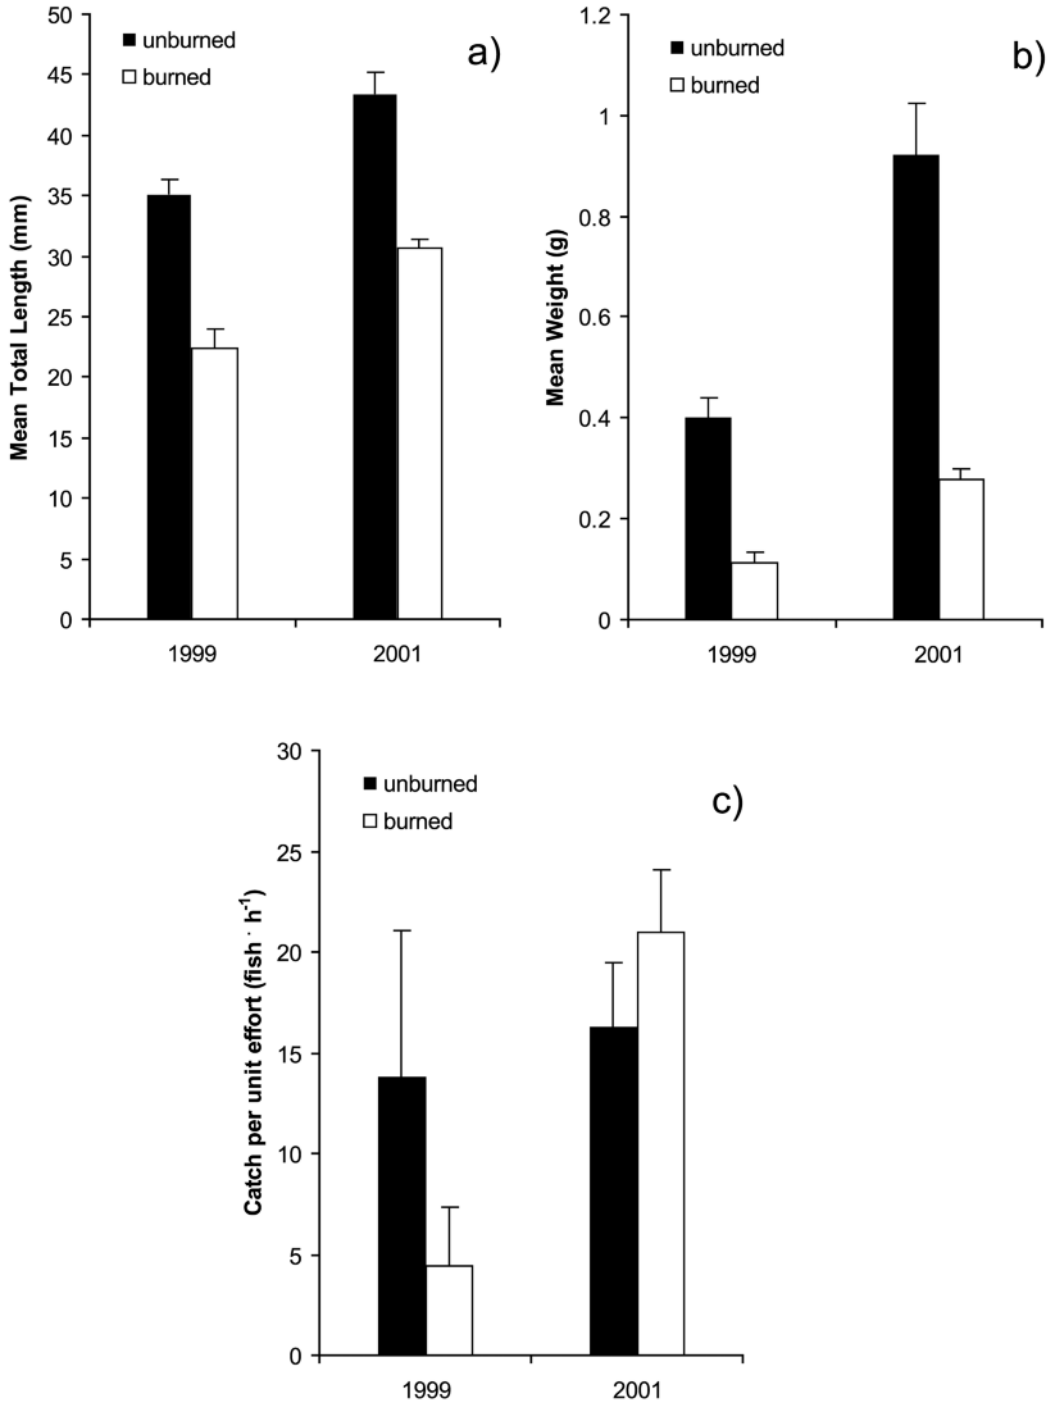 a)
unburned
burned
Mean Total Length (mm)
50
45
40
35
30
25
20
15
10
5
0
1999 2001
b)
unburned
burned
Mean Weight (g)
1.2
1
0.8
0.6
0.4
0.2
0
1999 2001
c)
unburned
burned
Catch per unit effort (fish · h⁻¹)
30
25
20
15
10
5
0
1999 2001